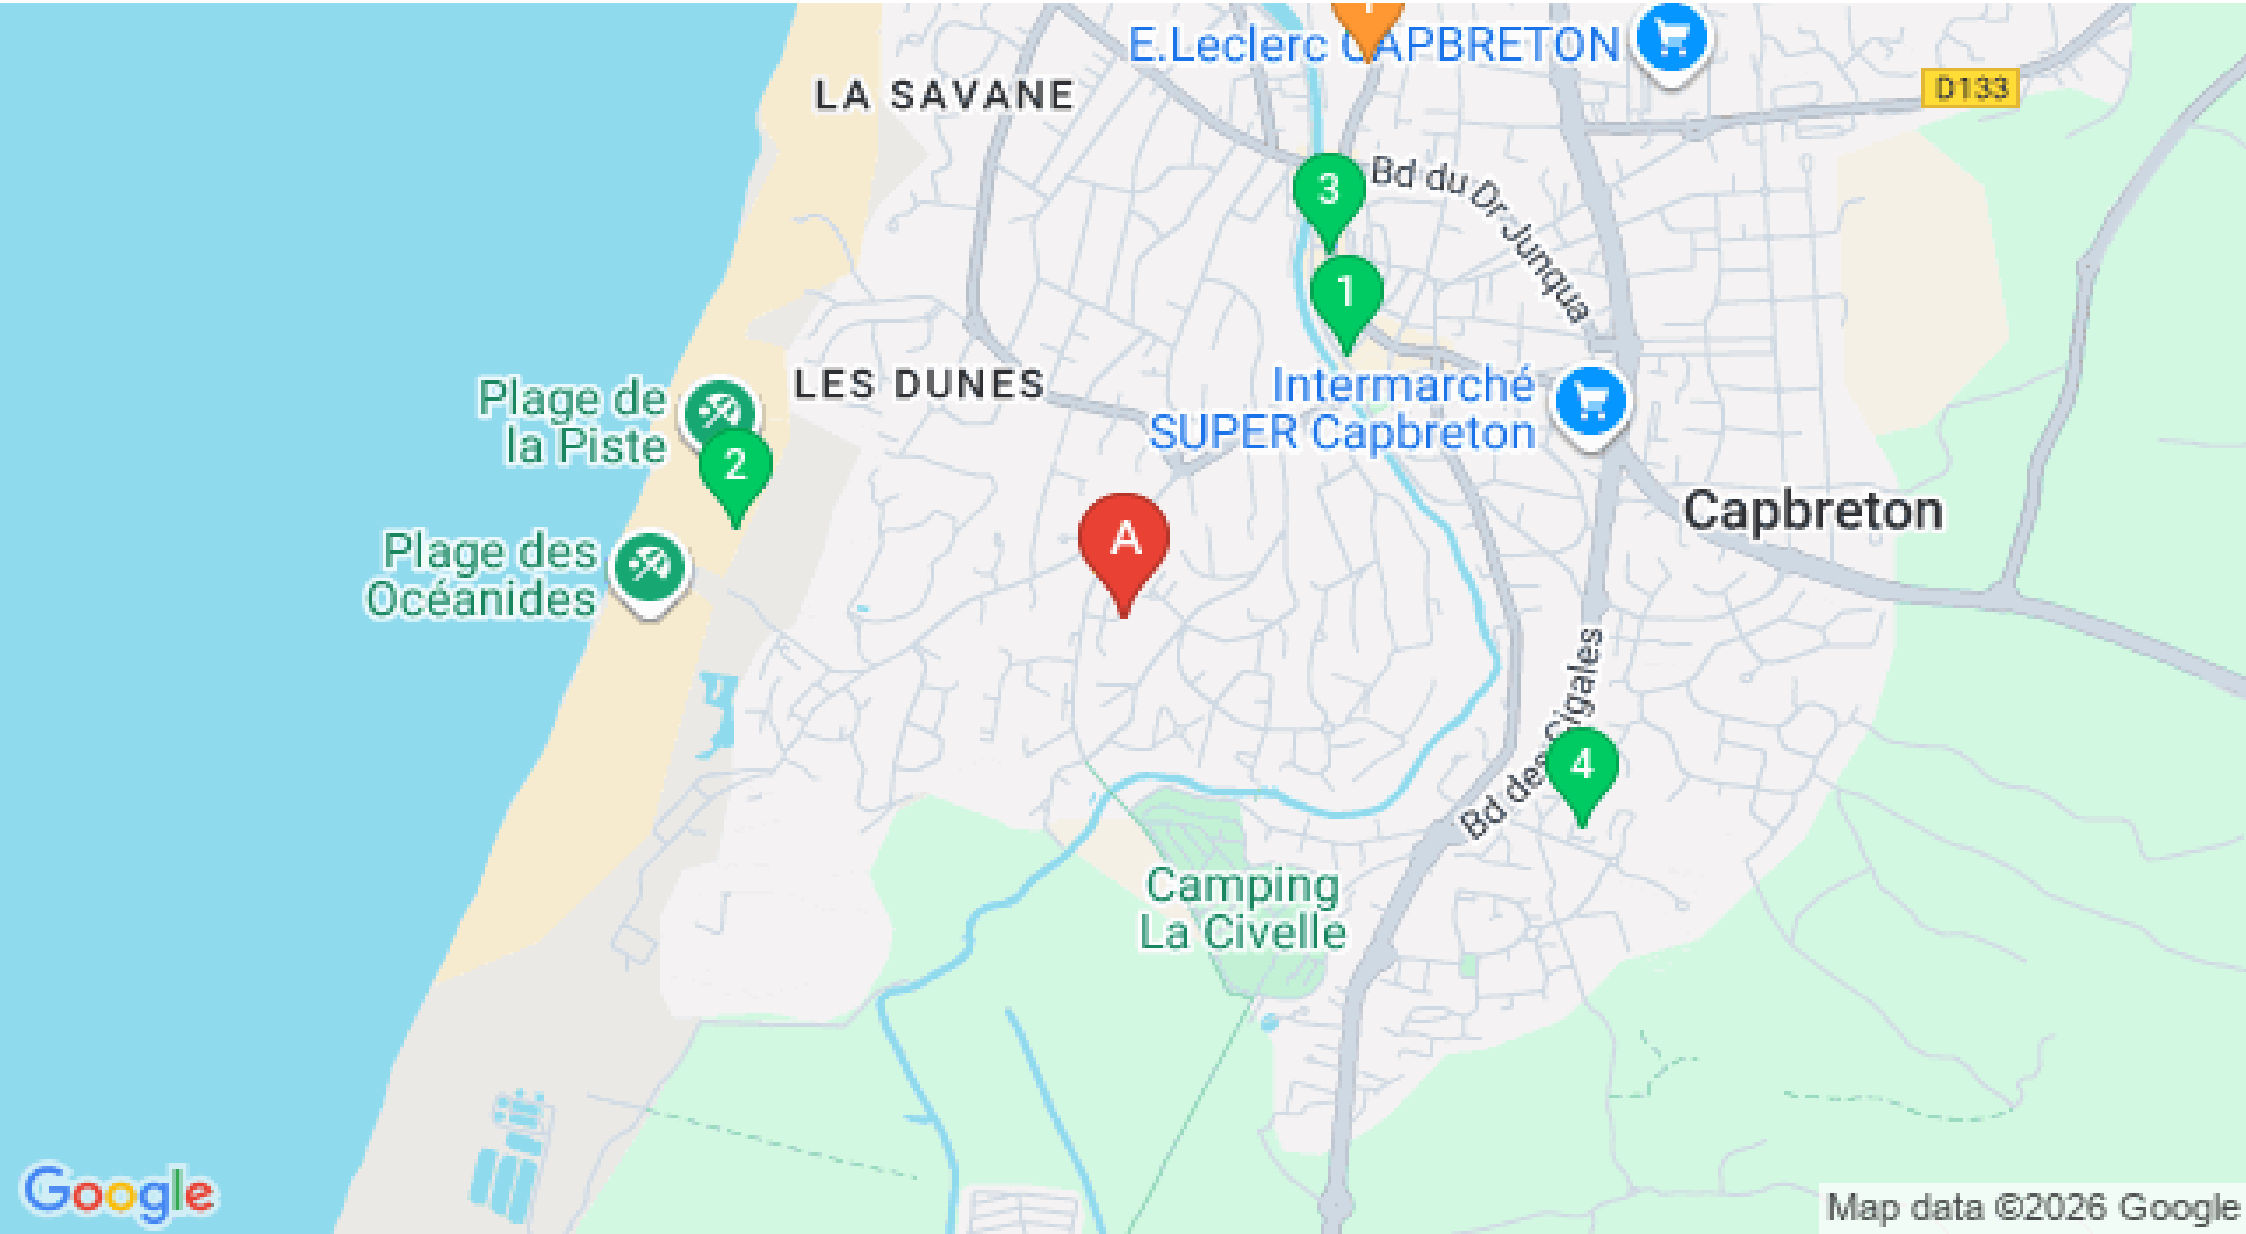 E.Leclerc CAPBRETON
LA SAVANE
D133
Bd du Dr Junqua
3
1
LES DUNES
Plage de
la Piste
Intermarché
SUPER Capbreton
2
A
Capbreton
Plage des
Océanides
Bd des Cigales
4
Camping
La Civelle
Google
Map data ©2026 Google